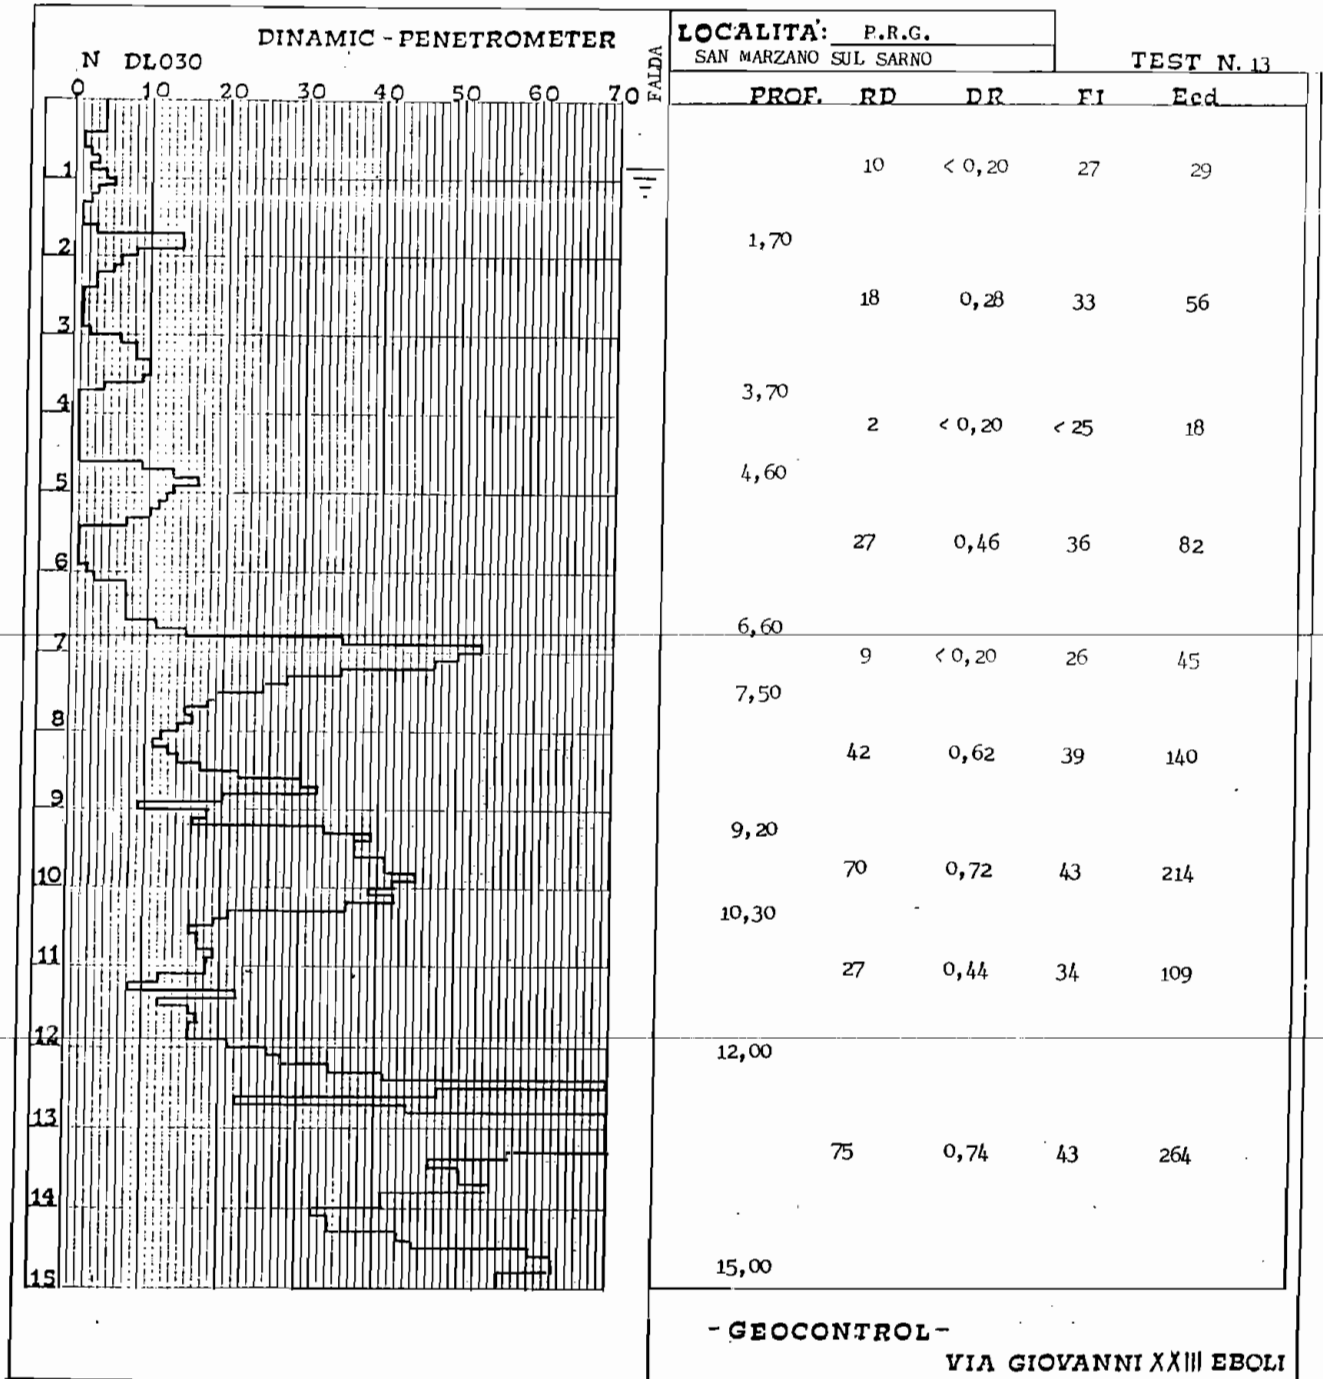 DINAMIC - PENETROMETER
N DL030
0 10 20 30 40 50 60 70
FALDA
1
2
3
4
5
6
7
8
9
10
11
12
13
14
15
LOCALITA': P.R.G.
SAN MARZANO SUL SARNO
TEST N. 13
PROF. RD DR FI Ecd
10 < 0,20 27 29
1,70
18 0,28 33 56
3,70
2 < 0,20 < 25 18
4,60
27 0,46 36 82
6,60
9 < 0,20 26 45
7,50
42 0,62 39 140
9,20
70 0,72 43 214
10,30
27 0,44 34 109
12,00
75 0,74 43 264
15,00
- GEOCONTROL -
VIA GIOVANNI XXIII EBOLI